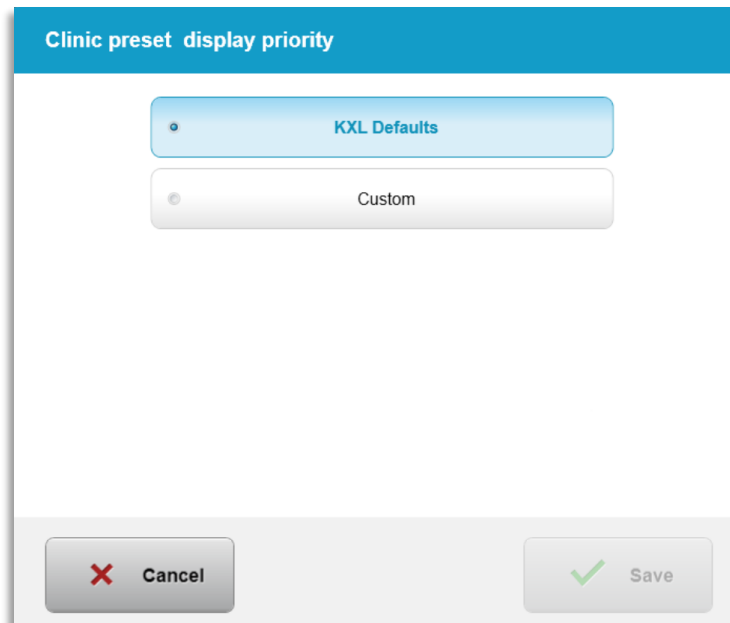 Clinic preset display priority
KXL Defaults
Custom
Cancel
Save